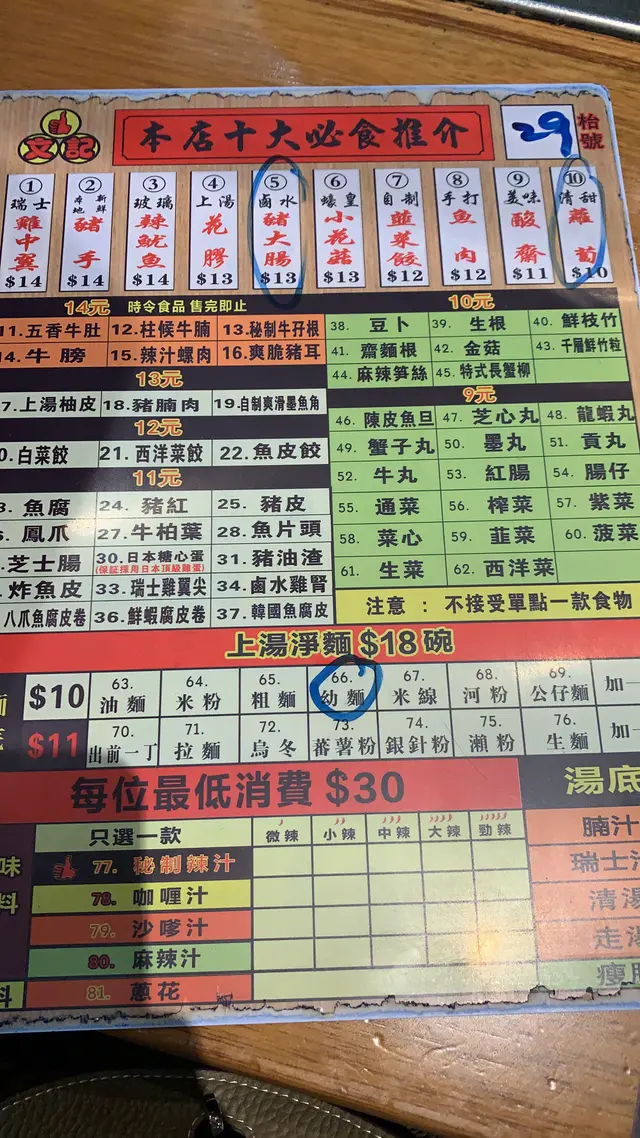 文記
本店十大必食推介
29
枱號
① 瑞士 雞中翼 $14
② 新鮮本地 豬手 $14
③ 玻璃 辣魷魚 $14
④ 上湯 花膠 $13
⑤ 鹵水 豬大腸 $13
⑥ 蠔皇 小花菇 $13
⑦ 自制 韮菜餃 $12
⑧ 手打 魚肉 $12
⑨ 美味 酸齋 $11
⑩ 清甜 蘿蔔 $10
14元 時令食品 售完即止
11.五香牛肚 12.柱候牛腩 13.秘制牛孖根
14.牛膀 15.辣汁螺肉 16.爽脆豬耳
13元
17.上湯柚皮 18.豬腩肉 19.自制爽滑墨魚角
12元
20.白菜餃 21.西洋菜餃 22.魚皮餃
11元
23.魚腐 24.豬紅 25.豬皮
26.鳳爪 27.牛柏葉 28.魚片頭
29.芝士腸 30.日本糖心蛋 31.豬油渣
(保証採用日本頂級雞蛋)
32.炸魚皮 33.瑞士雞翼尖 34.鹵水雞腎
35.八爪魚腐皮卷 36.鮮蝦腐皮卷 37.韓國魚腐皮
10元
38. 豆卜 39. 生根 40. 鮮枝竹
41. 齋麵根 42. 金菇 43. 千層鮮竹粒
44. 麻辣笋絲 45. 特式長蟹柳
9元
46. 陳皮魚旦 47. 芝心丸 48. 龍蝦丸
49. 蟹子丸 50. 墨丸 51. 貢丸
52. 牛丸 53. 紅腸 54. 腸仔
55. 通菜 56. 榨菜 57. 紫菜
58. 菜心 59. 韮菜 60. 菠菜
61. 生菜 62. 西洋菜
注意 : 不接受單點一款食物
上湯淨麵 $18 碗
麵 $10 63. 油麵 64. 米粉 65. 粗麵 66. 幼麵 67. 米線 68. 河粉 69. 公仔麵 加一
底 $11 70. 出前一丁 71. 拉麵 72. 烏冬 73. 蕃薯粉 74. 銀針粉 75. 瀨粉 76. 生麵 加一
每位最低消費 $30
湯底
只選一款 微辣 小辣 中辣 大辣 勁辣
味
料
77. 秘制辣汁
78. 咖喱汁
79. 沙嗲汁
80. 麻辣汁
料
81. 蔥花
腩汁
瑞士汁
清湯
走湯
瘦